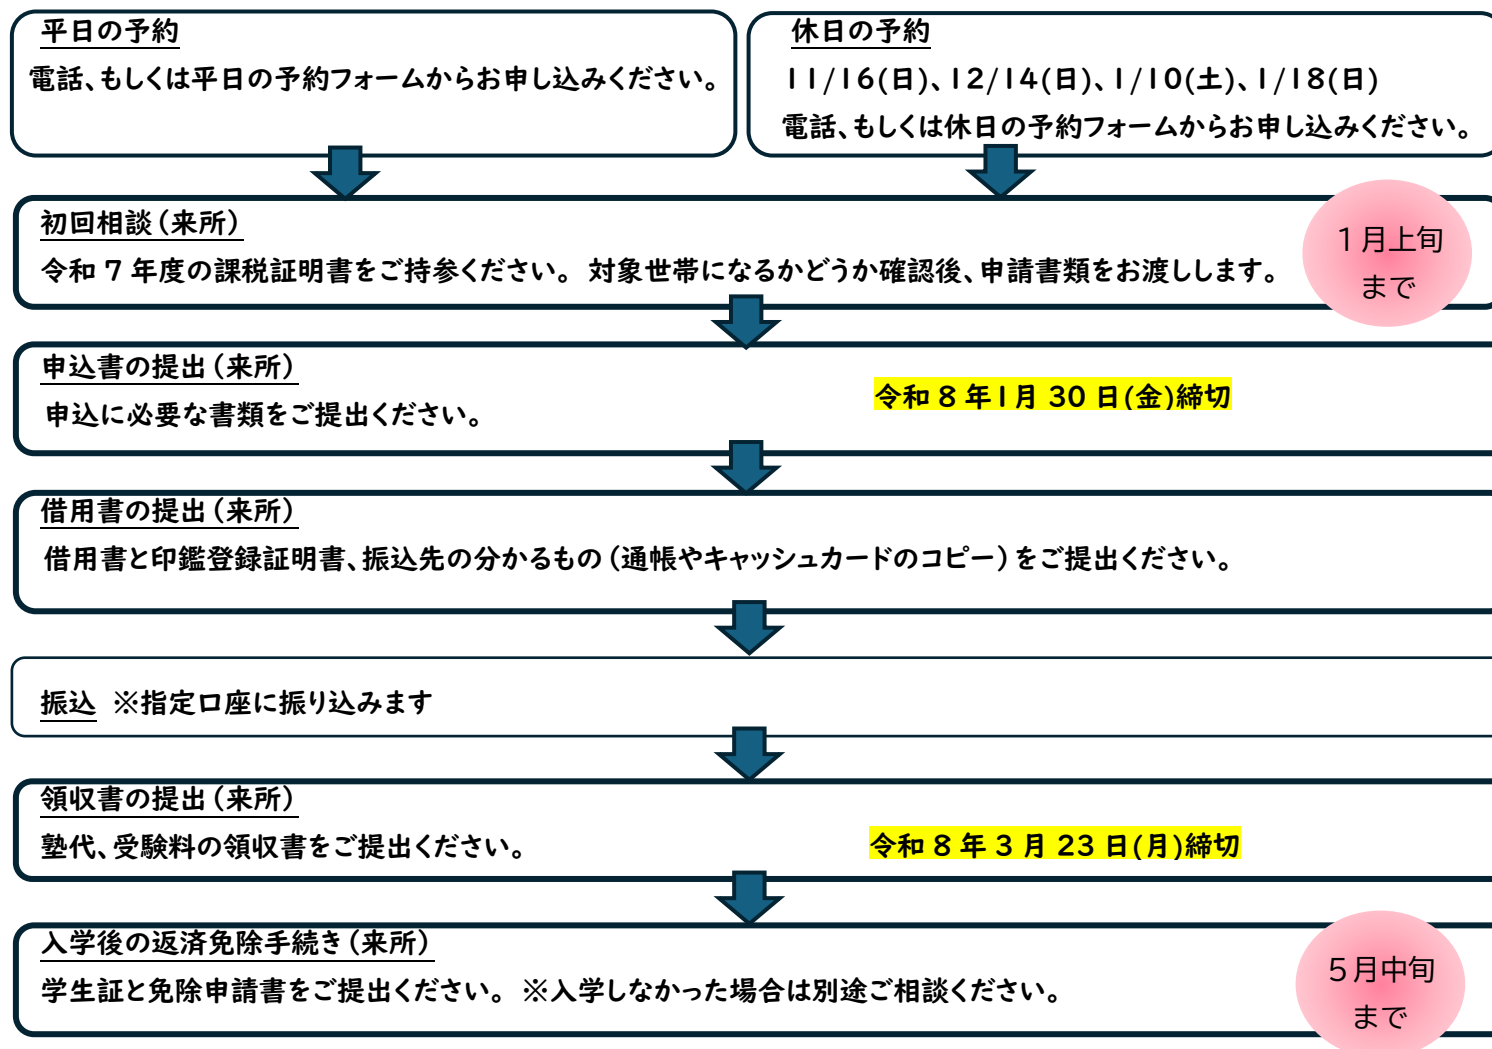 平日の予約
電話、もしくは平日の予約フォームからお申し込みください。
休日の予約
11/16(日)、12/14(日)、1/10(土)、1/18(日)
電話、もしくは休日の予約フォームからお申し込みください。
初回相談（来所）
令和７年度の課税証明書をご持参ください。 対象世帯になるかどうか確認後、申請書類をお渡しします。
１月上旬
まで
申込書の提出（来所）
申込に必要な書類をご提出ください。
令和８年1月 30 日(金)締切
借用書の提出（来所）
借用書と印鑑登録証明書、振込先の分かるもの（通帳やキャッシュカードのコピー）をご提出ください。
振込 ※指定口座に振り込みます
領収書の提出（来所）
塾代、受験料の領収書をご提出ください。
令和８年３月 23 日(月)締切
入学後の返済免除手続き（来所）
学生証と免除申請書をご提出ください。 ※入学しなかった場合は別途ご相談ください。
５月中旬
まで